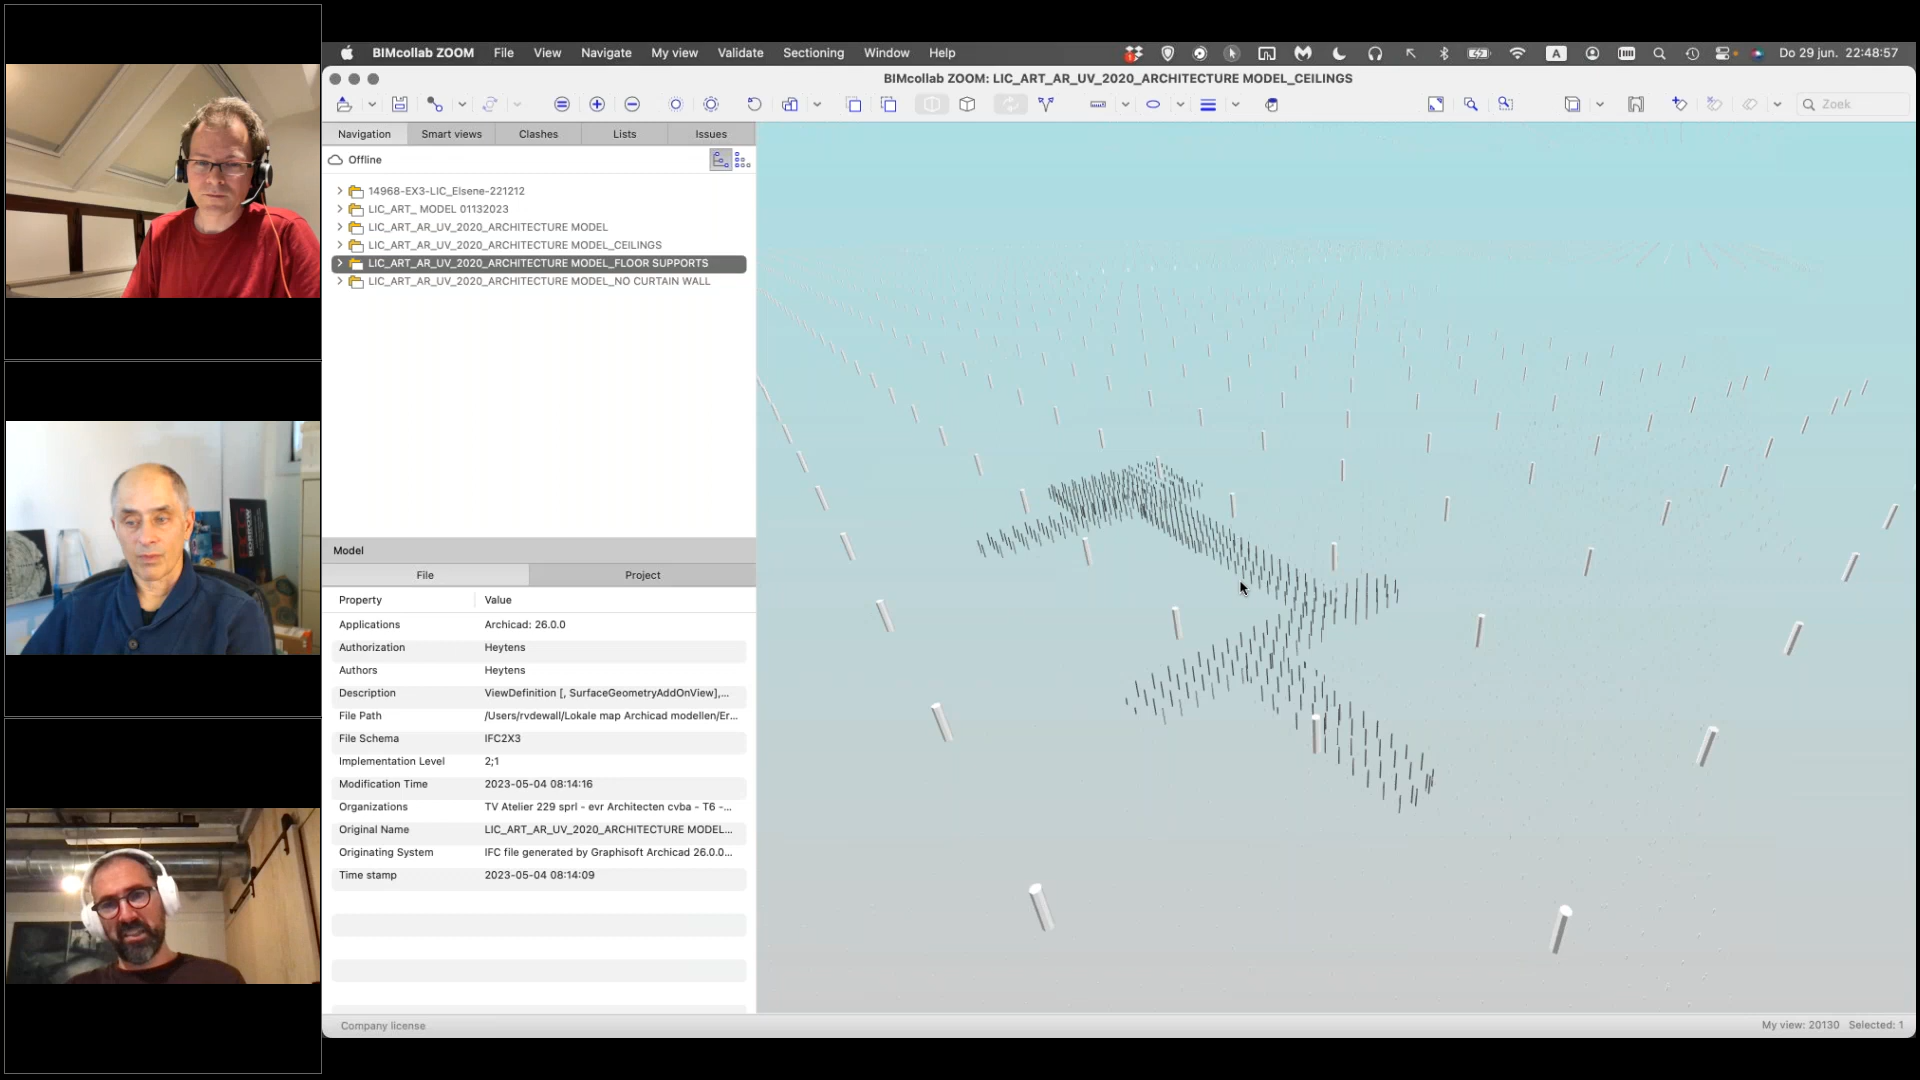 BIMcollab ZOOM File View Navigate My view Validate Sectioning Window Help
A
Do 29 jun. 22:48:57
BIMcollab ZOOM: LIC_ART_AR_UV_2020_ARCHITECTURE MODEL_CEILINGS
Zoek
Navigation Smart views Clashes Lists Issues
Offline
14968-EX3-LIC_Elsene-221212
LIC_ART_ MODEL 01132023
LIC_ART_AR_UV_2020_ARCHITECTURE MODEL
LIC_ART_AR_UV_2020_ARCHITECTURE MODEL_CEILINGS
LIC_ART_AR_UV_2020_ARCHITECTURE MODEL_FLOOR SUPPORTS
LIC_ART_AR_UV_2020_ARCHITECTURE MODEL_NO CURTAIN WALL
Model
File Project
Property Value
Applications Archicad: 26.0.0
Authorization Heytens
Authors Heytens
Description ViewDefinition [, SurfaceGeometryAddOnView],...
File Path /Users/rvdewall/Lokale map Archicad modellen/Er...
File Schema IFC2X3
Implementation Level 2;1
Modification Time 2023-05-04 08:14:16
Organizations TV Atelier 229 sprl - evr Architecten cvba - T6 -...
Original Name LIC_ART_AR_UV_2020_ARCHITECTURE MODEL...
Originating System IFC file generated by Graphisoft Archicad 26.0.0...
Time stamp 2023-05-04 08:14:09
Company license
My view: 20130 Selected: 1